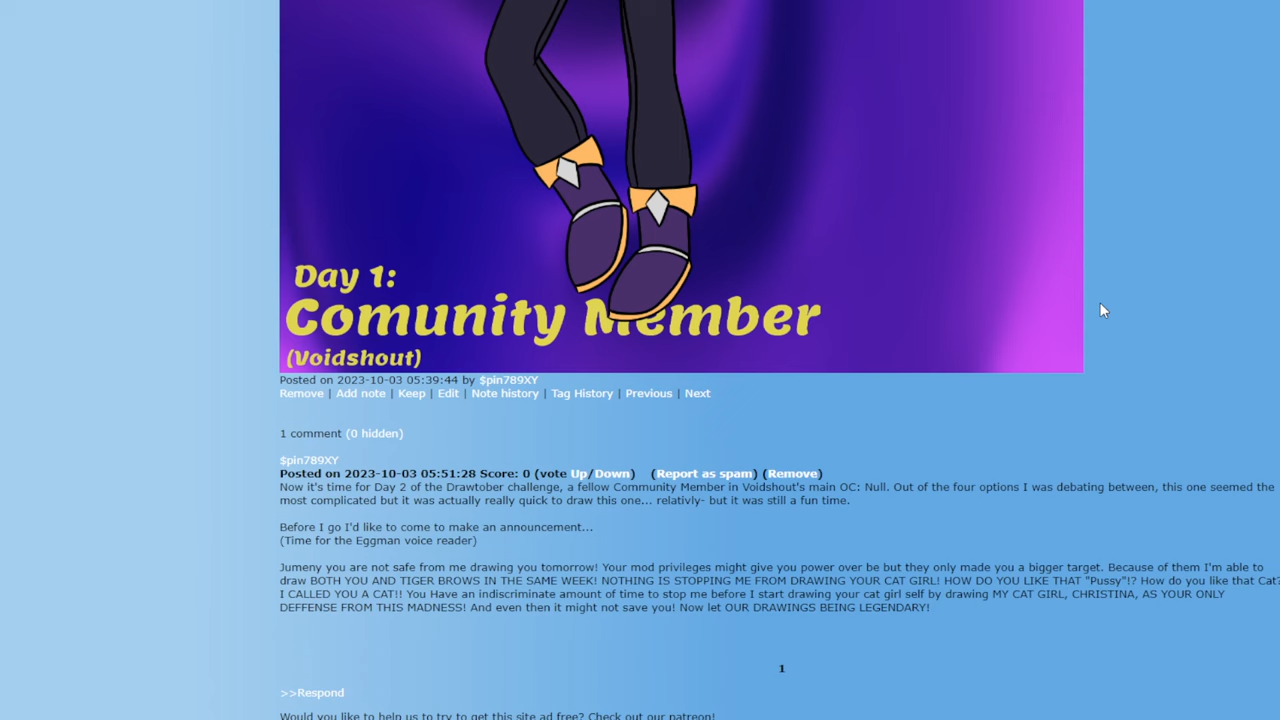 Day 1:
Comunity Member
(Voidshout)
Posted on 2023-10-03 05:39:44 by $pin789XY
Remove | Add note | Keep | Edit | Note history | Tag History | Previous | Next
1 comment (0 hidden)
$pin789XY
Posted on 2023-10-03 05:51:28 Score: 0 (vote Up/Down) (Report as spam) (Remove)
Now it's time for Day 2 of the Drawtober challenge, a fellow Community Member in Voidshout's main OC: Null. Out of the four options I was debating between, this one seemed the
most complicated but it was actually really quick to draw this one... relativly- but it was still a fun time.
Before I go I'd like to come to make an announcement...
(Time for the Eggman voice reader)
Jumeny you are not safe from me drawing you tomorrow! Your mod privileges might give you power over be but they only made you a bigger target. Because of them I'm able to
draw BOTH YOU AND TIGER BROWS IN THE SAME WEEK! NOTHING IS STOPPING ME FROM DRAWING YOUR CAT GIRL! HOW DO YOU LIKE THAT "Pussy"!? How do you like that Cat?
I CALLED YOU A CAT!! You Have an indiscriminate amount of time to stop me before I start drawing your cat girl self by drawing MY CAT GIRL, CHRISTINA, AS YOUR ONLY
DEFFENSE FROM THIS MADNESS! And even then it might not save you! Now let OUR DRAWINGS BEING LEGENDARY!
1
>>Respond
Would you like to help us to try to get this site ad free? Check out our patreon!